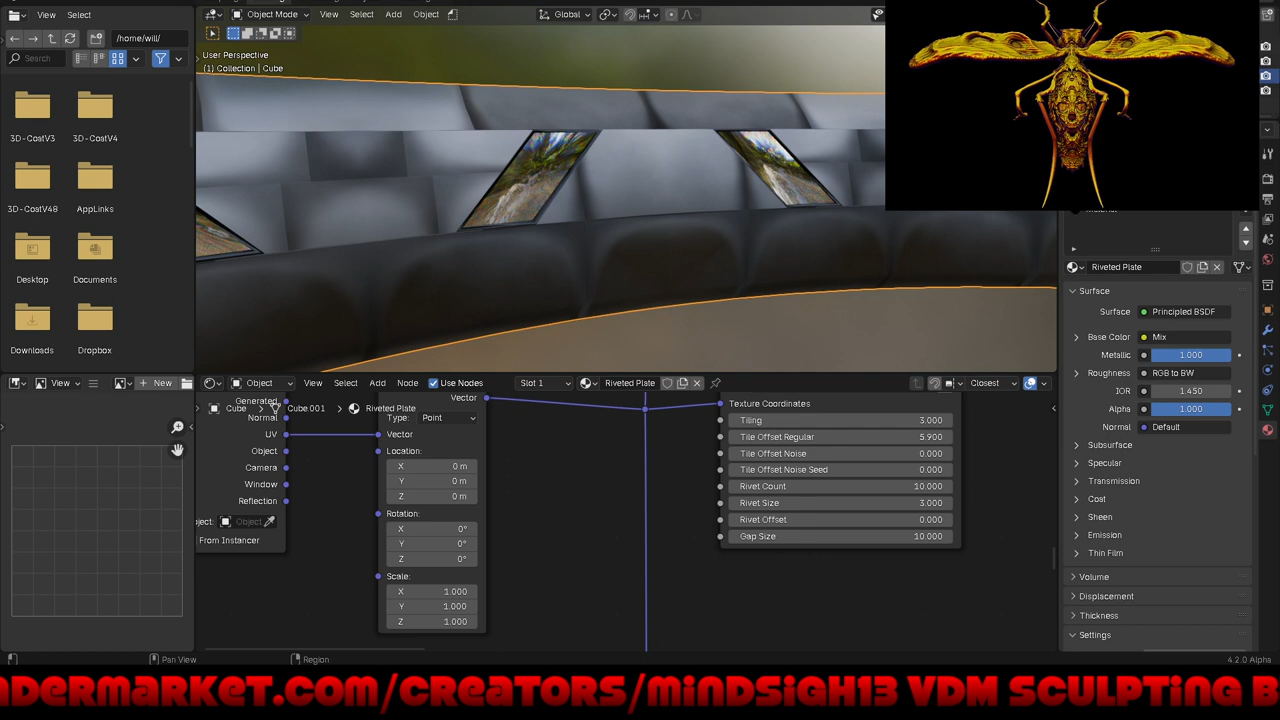 View Select
Object Mode View Select Add Object Global
/home/will/
Search
User Perspective
(1) Collection | Cube
3D-CoatV3 3D-CoatV4
3D-CoatV48 AppLinks
Desktop Documents
Downloads Dropbox
Riveted Plate
Surface
Surface Principled BSDF
Base Color Mix
Metallic 1.000
Roughness RGB to BW
IOR 1.450
Alpha 1.000
Normal Default
Subsurface
Specular
Transmission
Coat
Sheen
Emission
Thin Film
Volume
Displacement
Thickness
Settings
View New
Object View Select Add Node Use Nodes Slot 1 Riveted Plate Closest
Cube Cube.001 Riveted Plate
Generated
Normal
UV
Object
Camera
Window
Reflection
bject: Object
From Instancer
Vector
Type: Point
Vector
Location:
X 0 m
Y 0 m
Z 0 m
Rotation:
X 0°
Y 0°
Z 0°
Scale:
X 1.000
Y 1.000
Z 1.000
Texture Coordinates
Tiling 3.000
Tile Offset Regular 5.900
Tile Offset Noise 0.000
Tile Offset Noise Seed 0.000
Rivet Count 10.000
Rivet Size 3.000
Rivet Offset 0.000
Gap Size 10.000
Pan View Region 4.2.0 Alpha
ndermarket.com/creators/mindsigh13 VDM Sculpting B